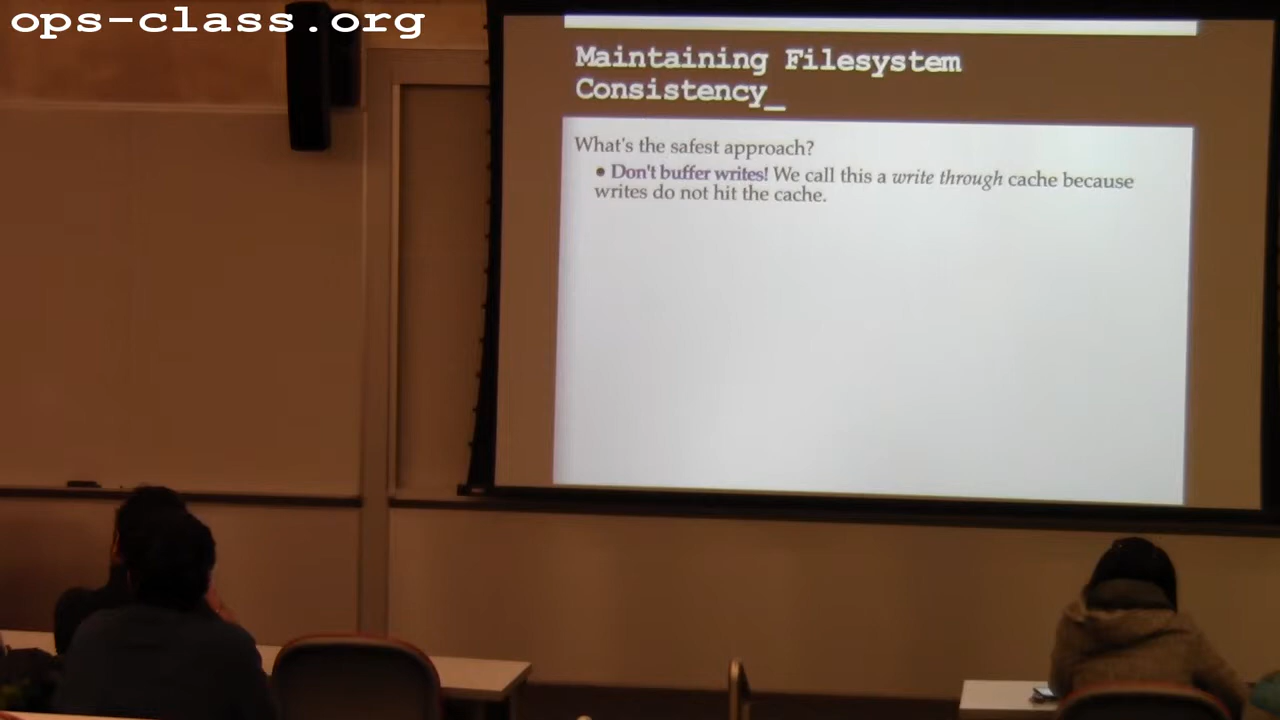 ops-class.org
Maintaining Filesystem
Consistency_
What's the safest approach?
• Don't buffer writes! We call this a write through cache because
writes do not hit the cache.